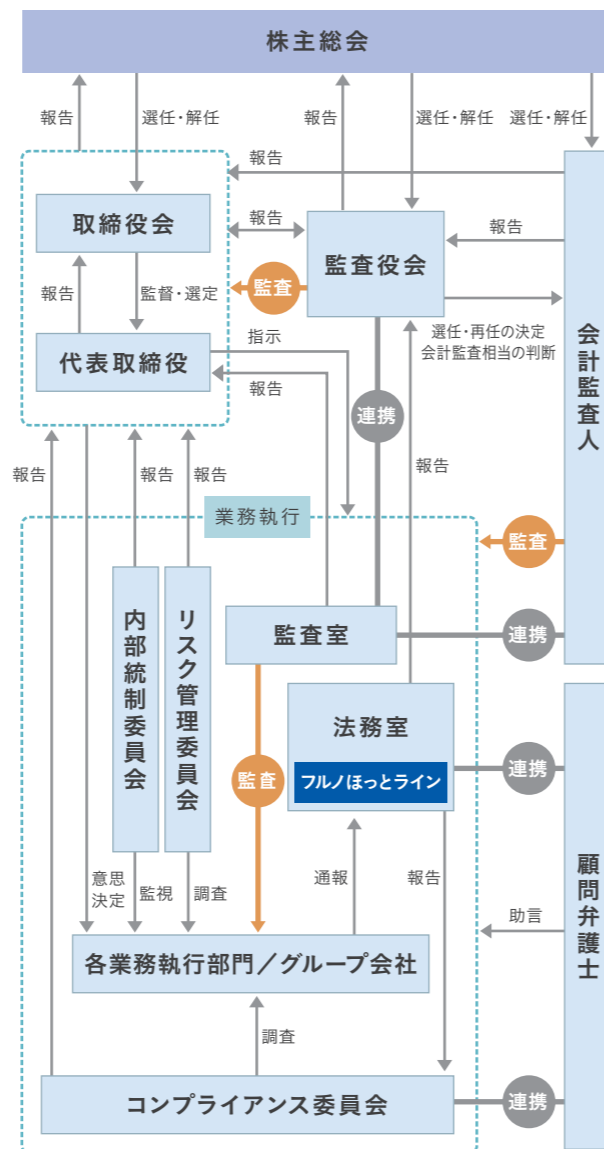 株主総会
報告
選任・解任
報告
選任・解任
選任・解任
報告
取締役会
報告
監査役会
報告
監査
報告
監督・選定
代表取締役
指示
報告
選任・再任の決定
会計監査相当の判断
会計監査人
連携
報告
報告
報告
報告
業務執行
監査
内部統制委員会
リスク管理委員会
監査室
連携
法務室
フルノほっとライン
連携
監査
意思
決定
監視
調査
通報
報告
顧問弁護士
助言
各業務執行部門/グループ会社
調査
コンプライアンス委員会
連携